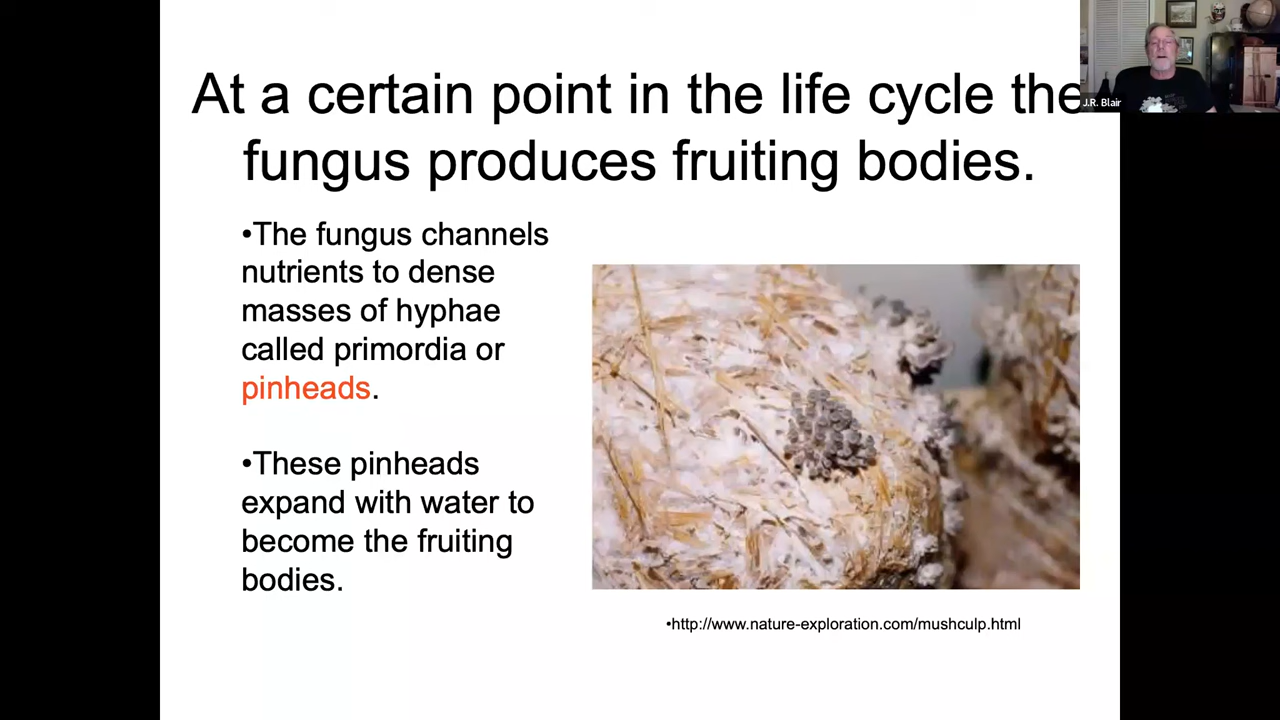 At a certain point in the life cycle the
fungus produces fruiting bodies.
•The fungus channels
nutrients to dense
masses of hyphae
called primordia or
pinheads.
•These pinheads
expand with water to
become the fruiting
bodies.
•http://www.nature-exploration.com/mushculp.html
J.R. Blair